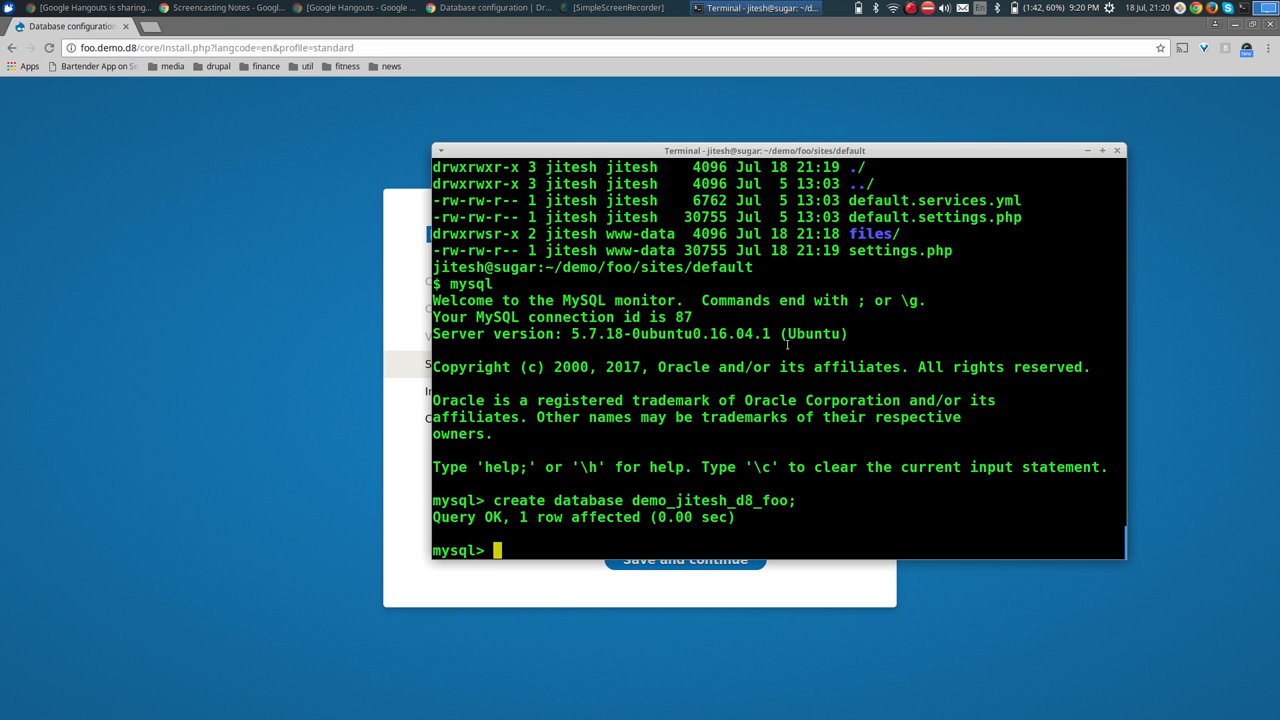 [Google Hangouts is sharing...
Screencasting Notes - Googl...
[Google Hangouts - Google ...
Database configuration | Dr...
[SimpleScreenRecorder]
Terminal - jitesh@sugar: ~/d...
En
(1:42, 60%) 9:20 PM
18 Jul, 21:20
Database configuration
foo.demo.d8/core/install.php?langcode=en&profile=standard
Apps
Bartender App on Se
media
drupal
finance
util
fitness
news
Terminal - jitesh@sugar: ~/demo/foo/sites/default
drwxrwxr-x 3 jitesh jitesh 4096 Jul 18 21:19 ./
drwxrwxr-x 3 jitesh jitesh 4096 Jul 5 13:03 ../
-rw-rw-r-- 1 jitesh jitesh 6762 Jul 5 13:03 default.services.yml
-rw-rw-r-- 1 jitesh jitesh 30755 Jul 5 13:03 default.settings.php
drwxrwsr-x 2 jitesh www-data 4096 Jul 18 21:18 files/
-rw-rw-r-- 1 jitesh www-data 30755 Jul 18 21:19 settings.php
jitesh@sugar:~/demo/foo/sites/default
$ mysql
Welcome to the MySQL monitor. Commands end with ; or \g.
Your MySQL connection id is 87
Server version: 5.7.18-0ubuntu0.16.04.1 (Ubuntu)
Copyright (c) 2000, 2017, Oracle and/or its affiliates. All rights reserved.
Oracle is a registered trademark of Oracle Corporation and/or its
affiliates. Other names may be trademarks of their respective
owners.
Type 'help;' or '\h' for help. Type '\c' to clear the current input statement.
mysql> create database demo_jitesh_d8_foo;
Query OK, 1 row affected (0.00 sec)
mysql>
Save and continue